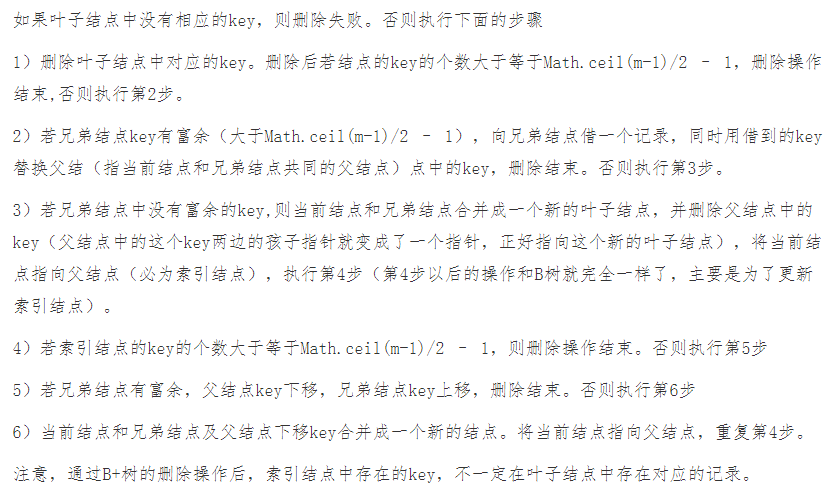 如果叶子结点中没有相应的key，则删除失败。否则执行下面的步骤
1）删除叶子结点中对应的key。删除后若结点的key的个数大于等于Math.ceil(m-1)/2 – 1，删除操作
结束,否则执行第2步。
2）若兄弟结点key有富余（大于Math.ceil(m-1)/2 – 1），向兄弟结点借一个记录，同时用借到的key
替换父结（指当前结点和兄弟结点共同的父结点）点中的key，删除结束。否则执行第3步。
3）若兄弟结点中没有富余的key,则当前结点和兄弟结点合并成一个新的叶子结点，并删除父结点中的
key（父结点中的这个key两边的孩子指针就变成了一个指针，正好指向这个新的叶子结点），将当前结
点指向父结点（必为索引结点），执行第4步（第4步以后的操作和B树就完全一样了，主要是为了更新
索引结点）。
4）若索引结点的key的个数大于等于Math.ceil(m-1)/2 – 1，则删除操作结束。否则执行第5步
5）若兄弟结点有富余，父结点key下移，兄弟结点key上移，删除结束。否则执行第6步
6）当前结点和兄弟结点及父结点下移key合并成一个新的结点。将当前结点指向父结点，重复第4步。
注意，通过B+树的删除操作后，索引结点中存在的key，不一定在叶子结点中存在对应的记录。